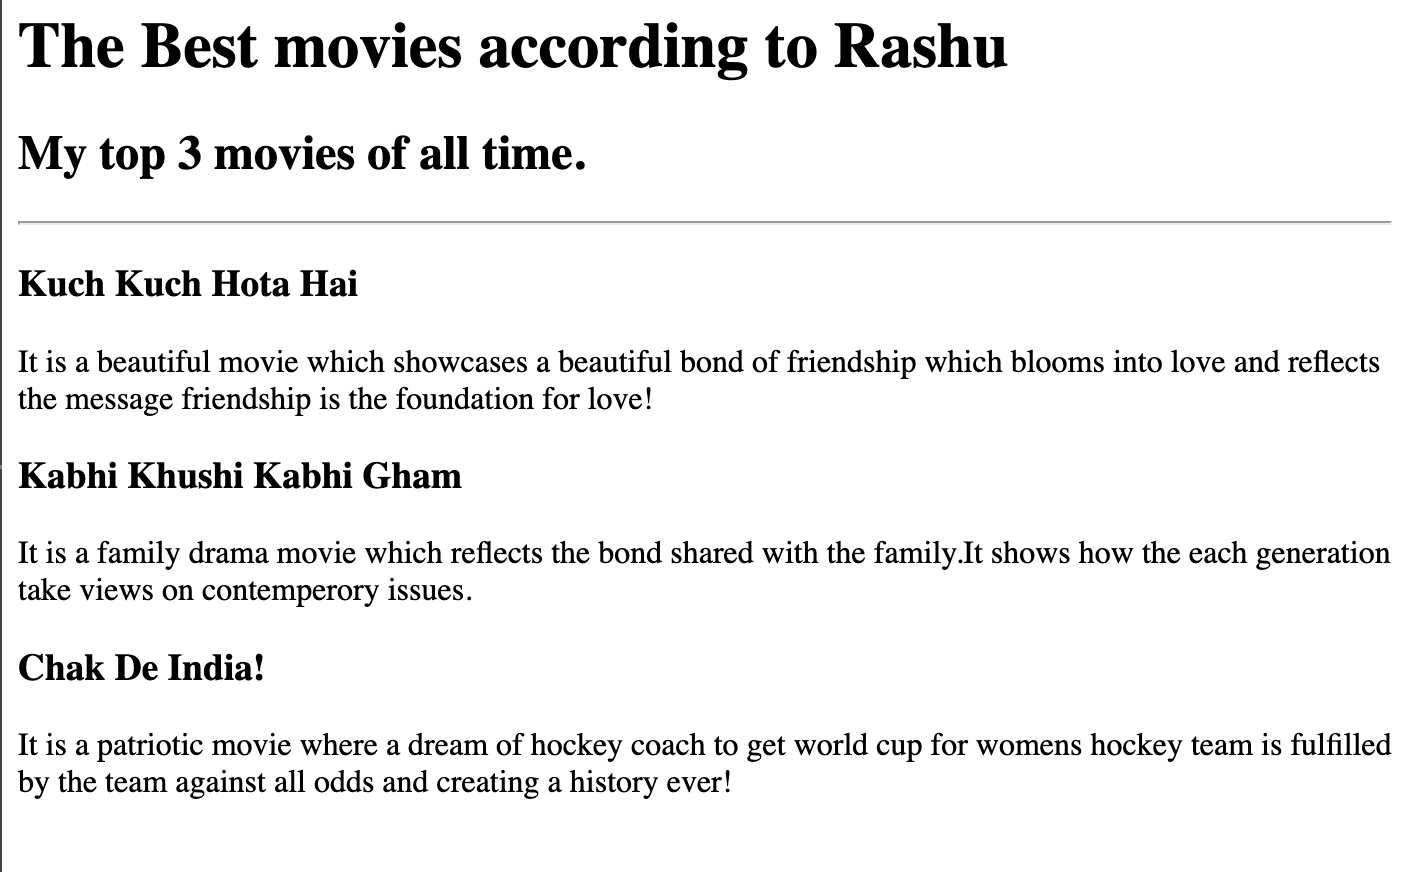 The Best movies according to Rashu
My top 3 movies of all time.
Kuch Kuch Hota Hai
It is a beautiful movie which showcases a beautiful bond of friendship which blooms into love and reflects
the message friendship is the foundation for love!
Kabhi Khushi Kabhi Gham
It is a family drama movie which reflects the bond shared with the family.It shows how the each generation
take views on contemperory issues.
Chak De India!
It is a patriotic movie where a dream of hockey coach to get world cup for womens hockey team is fulfilled
by the team against all odds and creating a history ever!